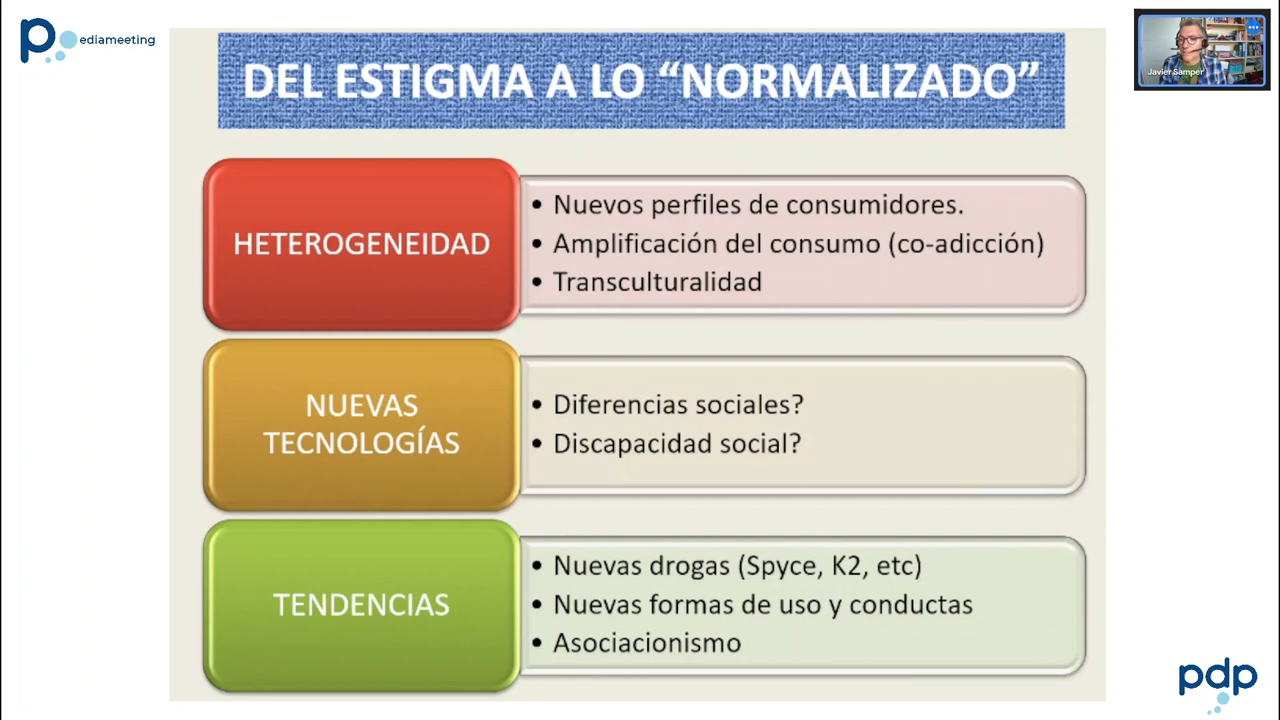 pediameeting
Javier Samper
DEL ESTIGMA A LO “NORMALIZADO”
HETEROGENEIDAD
• Nuevos perfiles de consumidores.
• Amplificación del consumo (co-adicción)
• Transculturalidad
NUEVAS
TECNOLOGÍAS
• Diferencias sociales?
• Discapacidad social?
TENDENCIAS
• Nuevas drogas (Spyce, K2, etc)
• Nuevas formas de uso y conductas
• Asociacionismo
pdp